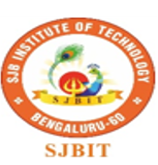 SJB INSTITUTE OF TECHNOLOGY
SJBIT
BENGALURU-60
SJBIT